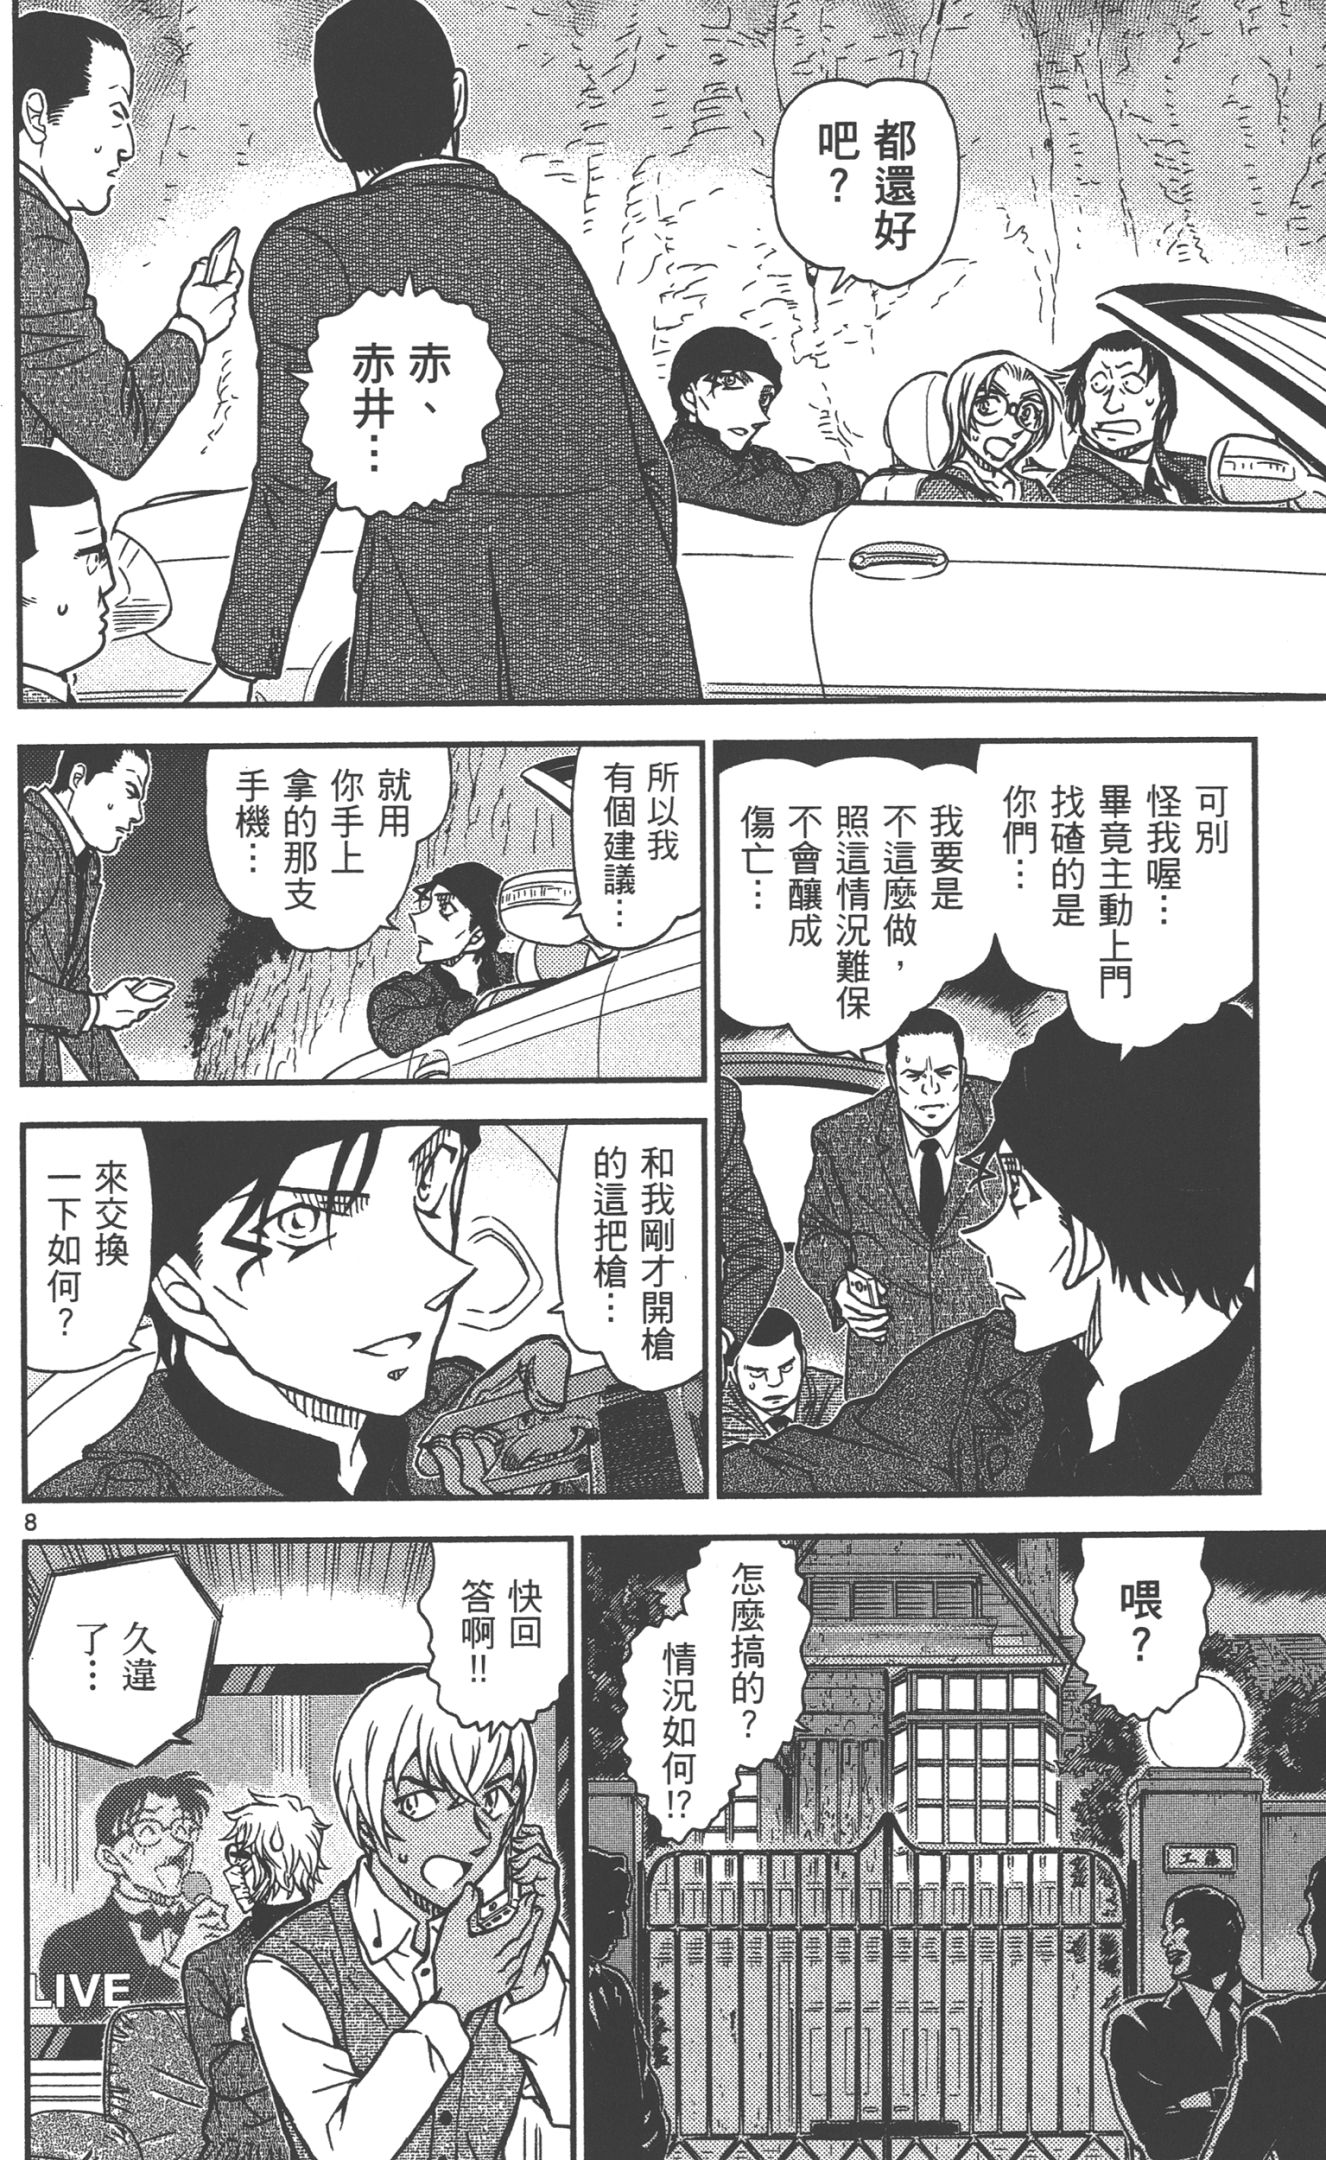 都還好
吧？
赤、
赤井…
可別
怪我喔…
畢竟主動上門
找碴的是
你們…
我要是
不這麼做，
照這情況難保
不會釀成
傷亡…
所以我
有個建議…
就用
你手上
拿的那支
手機…
和我剛才開槍
的這把槍…
來交換
一下如何？
8
喂？
怎麼搞的？
情況如何!?
工藤
快回
答啊!!
久違
了…
LIVE